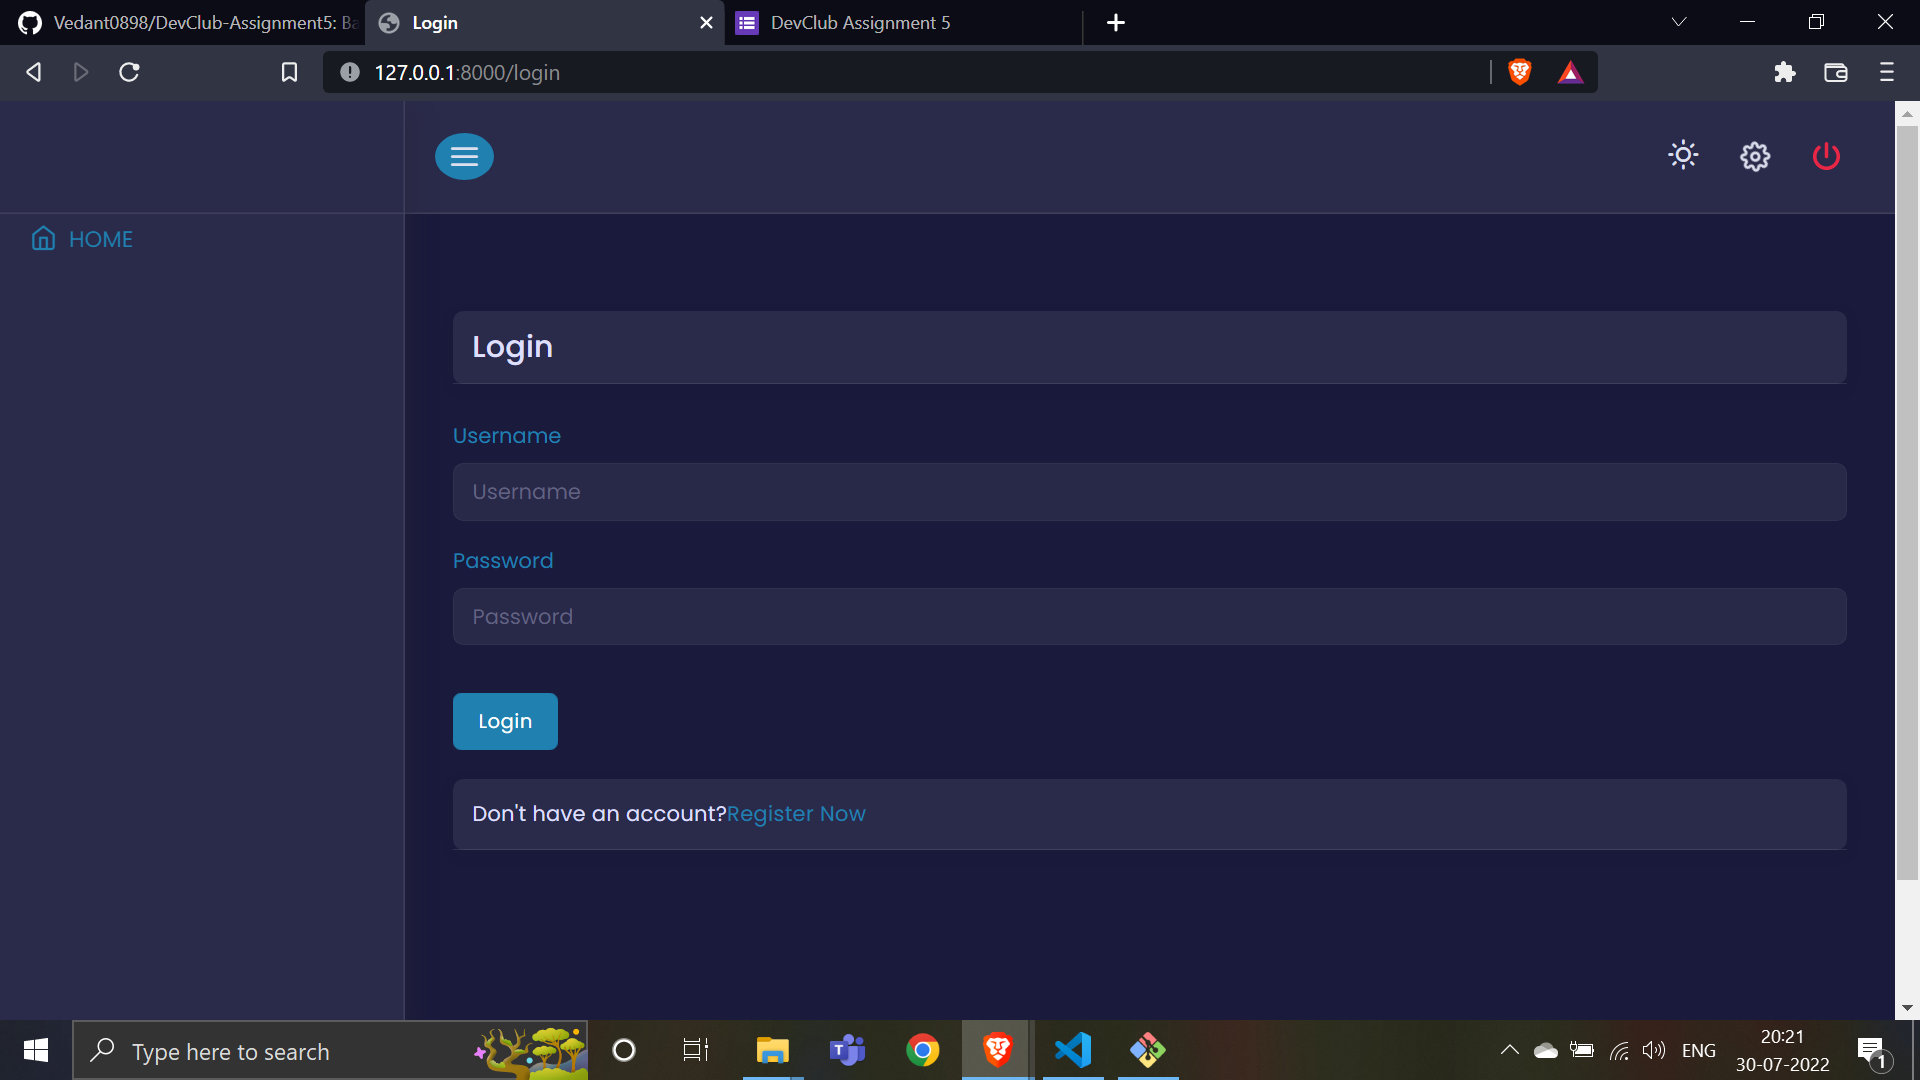 Vedant0898/DevClub-Assignment5: Ba
Login
DevClub Assignment 5
127.0.0.1:8000/login
HOME
Login
Username
Username
Password
Password
Login
Don't have an account?Register Now
Type here to search
ENG
20:21
30-07-2022
1